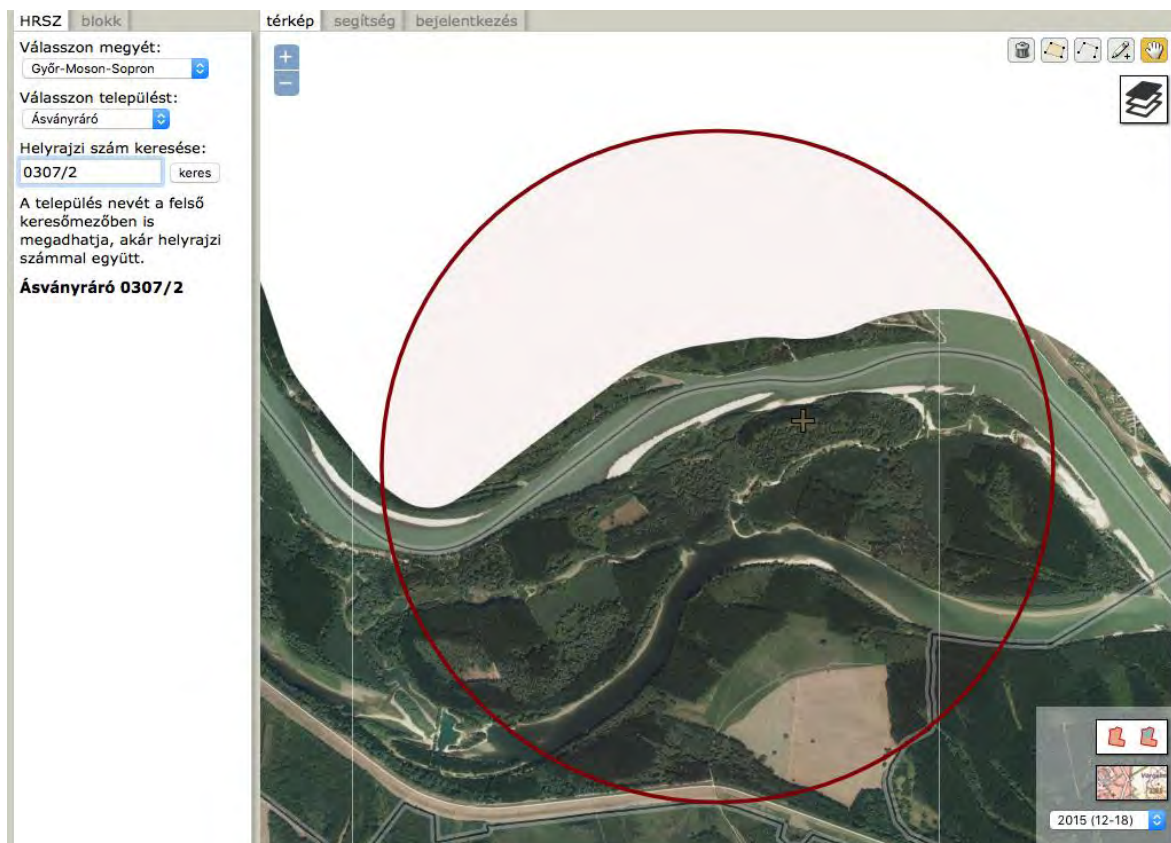 HRSZ blokk
térkép segítség bejelentkezés
Válasszon megyét:
Győr-Moson-Sopron
Válasszon települést:
Ásványráró
Helyrajzi szám keresése:
0307/2 keres
A település nevét a felső
keresőmezőben is
megadhatja, akár helyrajzi
számmal együtt.
Ásványráró 0307/2
+
−
2015 (12-18)